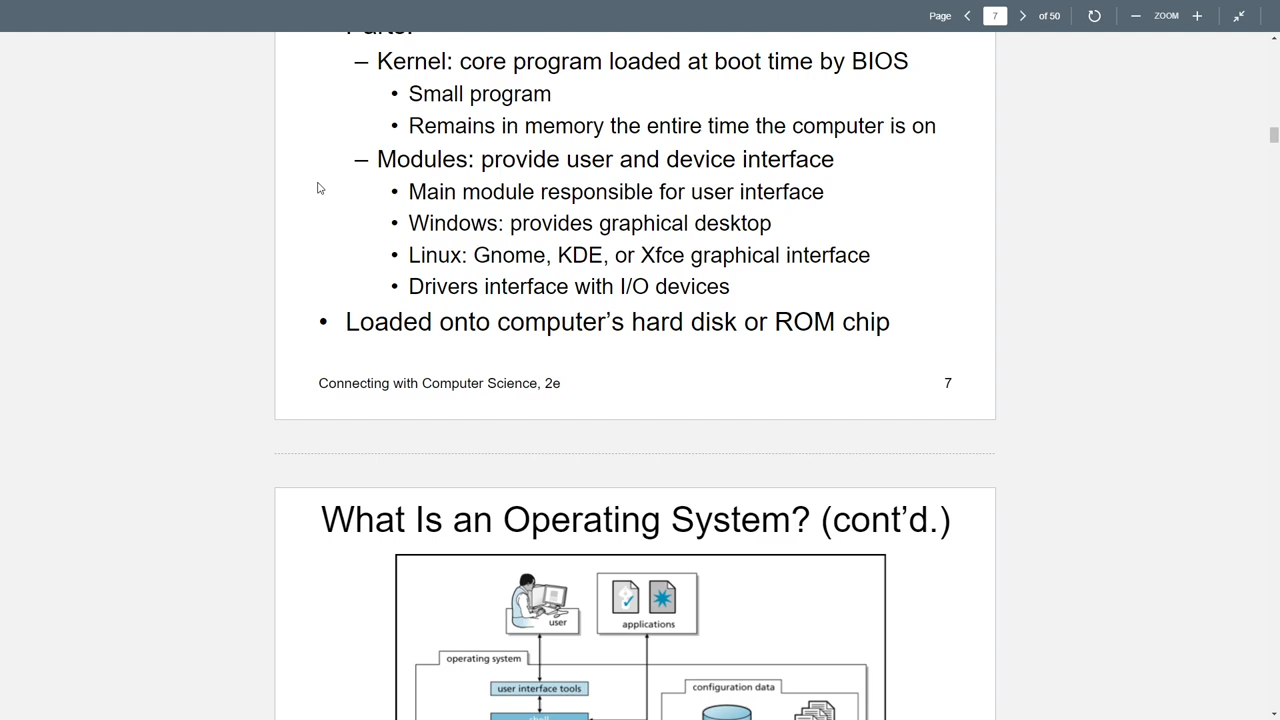 Page 7 of 50 ZOOM
– Kernel: core program loaded at boot time by BIOS
• Small program
• Remains in memory the entire time the computer is on
– Modules: provide user and device interface
• Main module responsible for user interface
• Windows: provides graphical desktop
• Linux: Gnome, KDE, or Xfce graphical interface
• Drivers interface with I/O devices
• Loaded onto computer’s hard disk or ROM chip
Connecting with Computer Science, 2e 7
What Is an Operating System? (cont’d.)
user
applications
operating system
user interface tools
configuration data